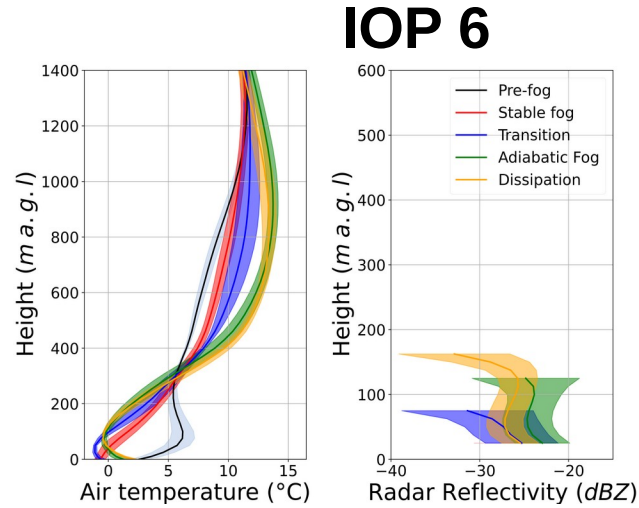 IOP 6
1400
1200
1000
800
600
400
200
0
Height (m a. g. l)
0 5 10 15
Air temperature (°C)
600
500
400
300
200
100
0
Height (m a. g. l)
−40 −30 −20
Radar Reflectivity (dBZ)
Pre-fog
Stable fog
Transition
Adiabatic Fog
Dissipation